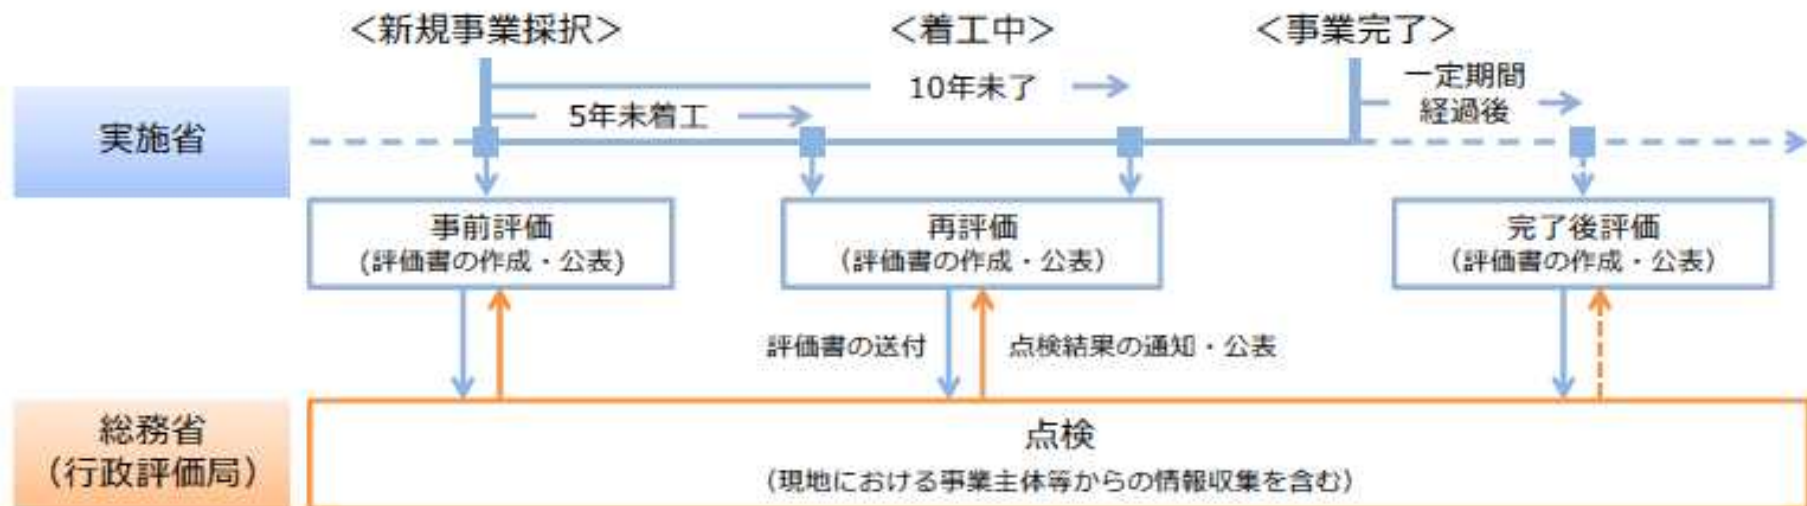 <新規事業採択>
<着工中>
<事業完了>
10年未了
一定期間
経過後
5年未着工
実施省
事前評価
(評価書の作成・公表)
再評価
（評価書の作成・公表）
完了後評価
（評価書の作成・公表）
評価書の送付
点検結果の通知・公表
総務省
（行政評価局）
点検
（現地における事業主体等からの情報収集を含む）